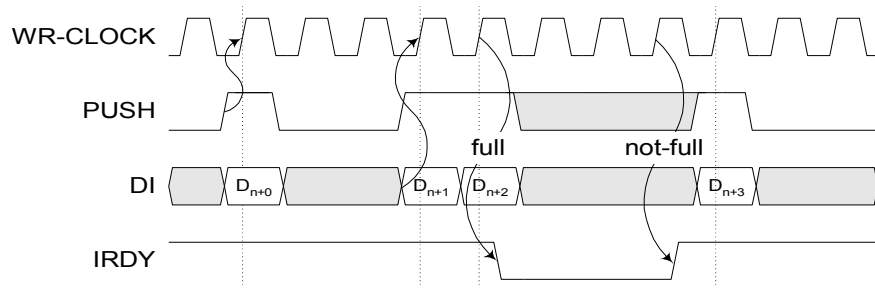 WR-CLOCK
PUSH
full
not-full
DI
Dn+0
Dn+1
Dn+2
Dn+3
IRDY